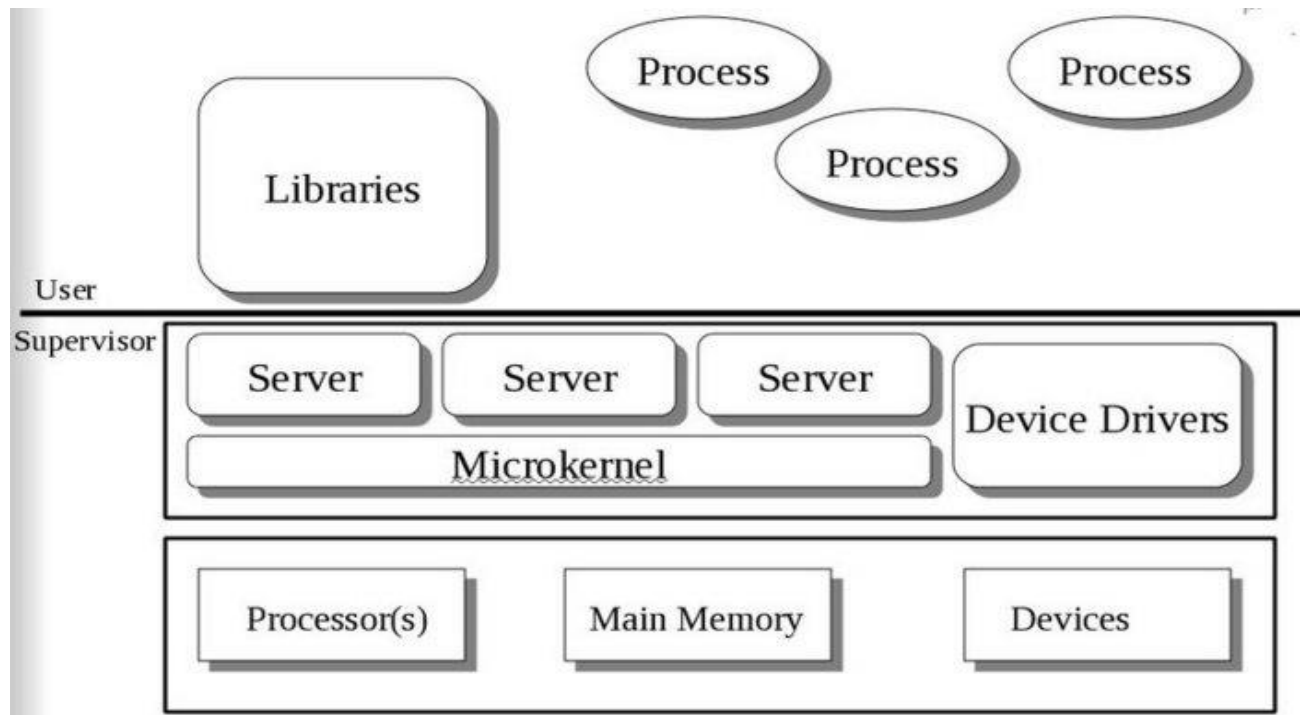 Process
Process
Process
Libraries
User
Supervisor
Server
Server
Server
Device Drivers
Microkernel
Processor(s)
Main Memory
Devices